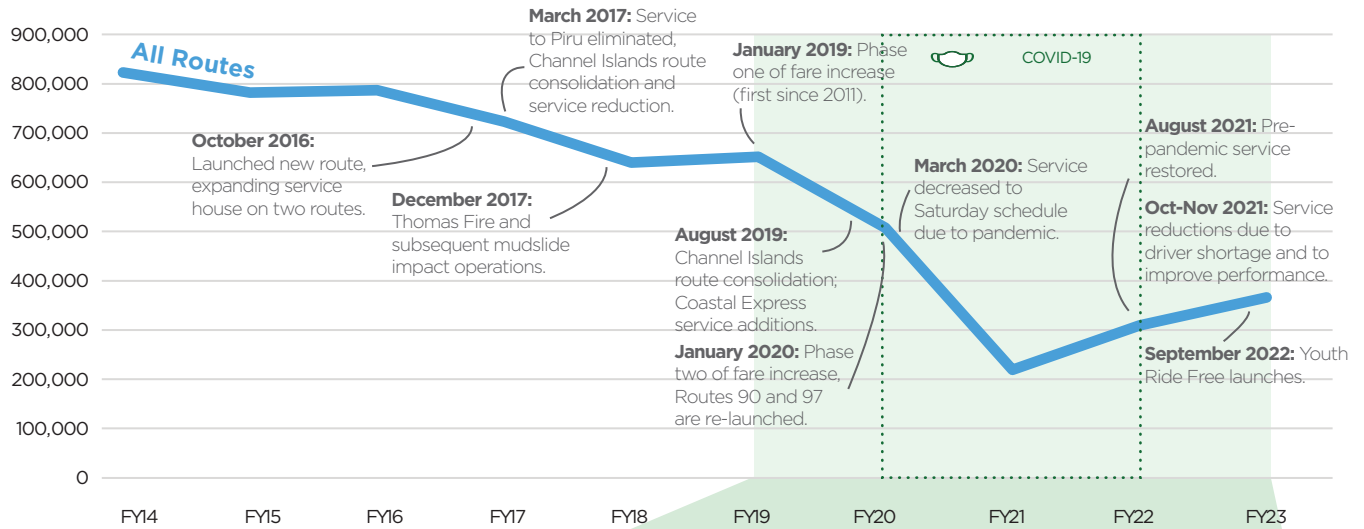 900,000
800,000
700,000
600,000
500,000
400,000
300,000
200,000
100,000
0
All Routes
October 2016:
Launched new route,
expanding service
house on two routes.
March 2017: Service
to Piru eliminated,
Channel Islands route
consolidation and
service reduction.
December 2017:
Thomas Fire and
subsequent mudslide
impact operations.
January 2019: Phase
one of fare increase
(first since 2011).
August 2019:
Channel Islands
route consolidation;
Coastal Express
service additions.
January 2020: Phase
two of fare increase,
Routes 90 and 97
are re-launched.
COVID-19
March 2020: Service
decreased to
Saturday schedule
due to pandemic.
August 2021: Pre-
pandemic service
restored.
Oct-Nov 2021: Service
reductions due to
driver shortage and to
improve performance.
September 2022: Youth
Ride Free launches.
FY14
FY15
FY16
FY17
FY18
FY19
FY20
FY21
FY22
FY23